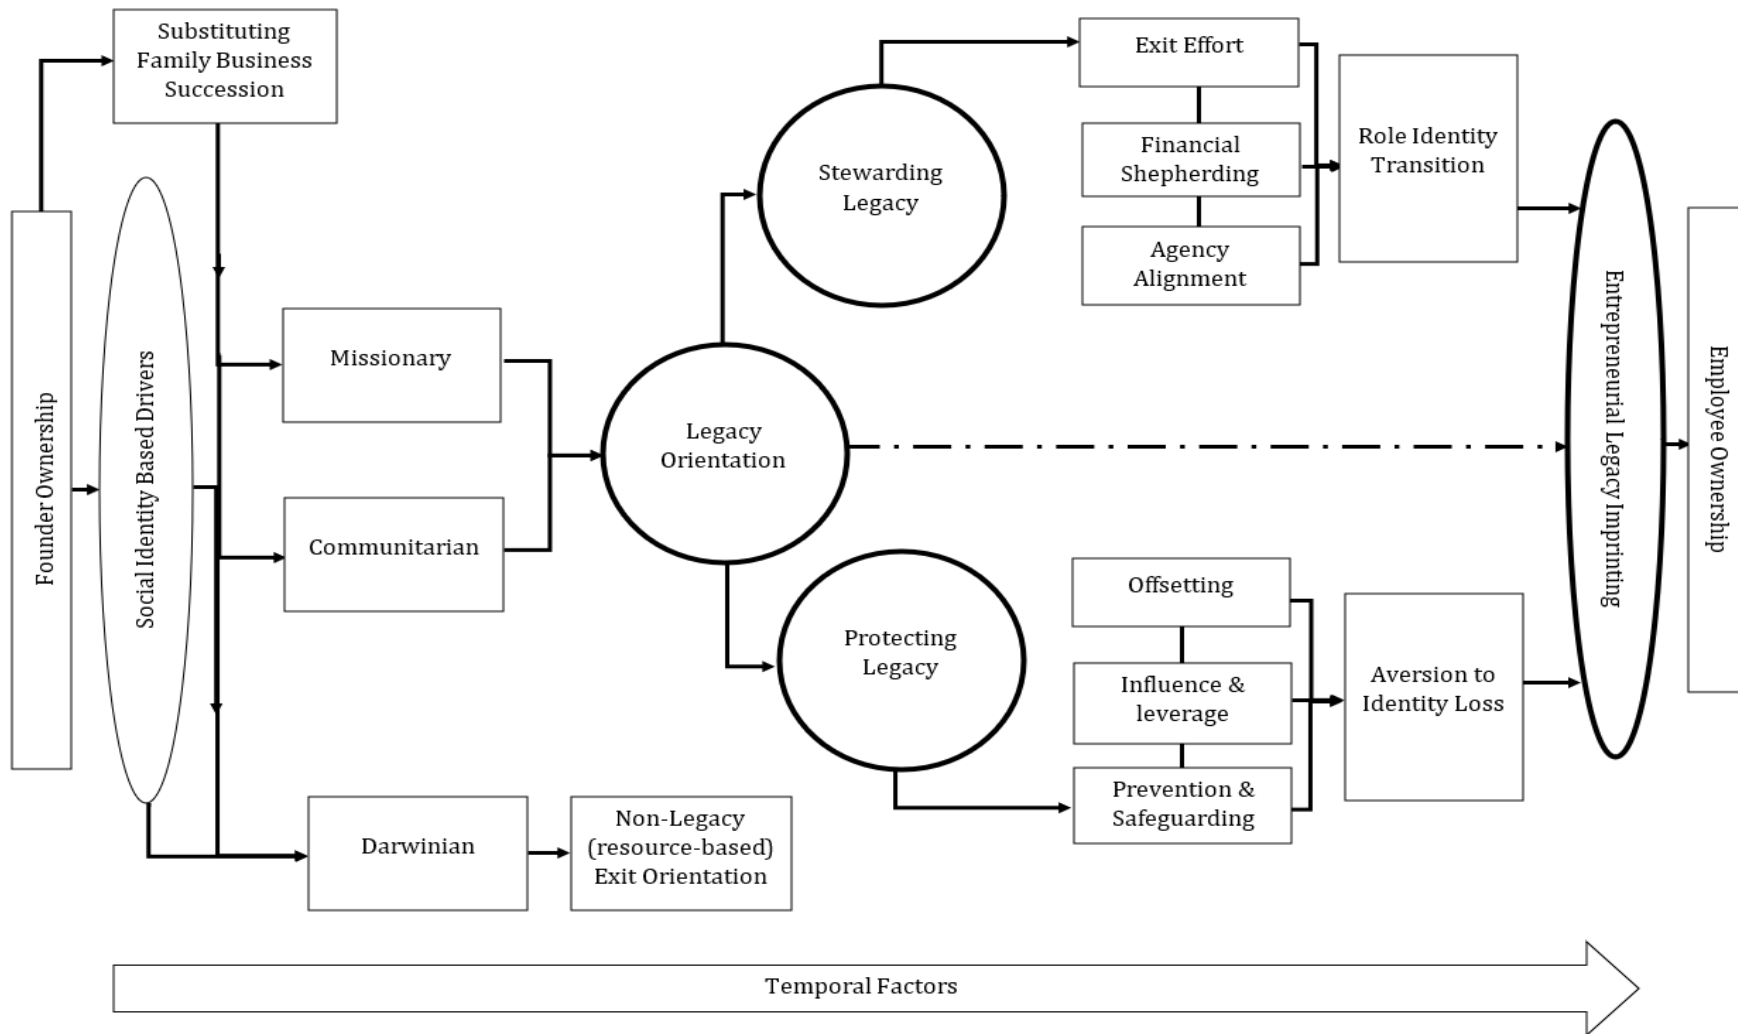 Substituting
Family Business
Succession
Founder Ownership
Social Identity Based Drivers
Missionary
Communitarian
Darwinian
Non-Legacy
(resource-based)
Exit Orientation
Legacy
Orientation
Stewarding
Legacy
Protecting
Legacy
Exit Effort
Financial
Shepherding
Agency
Alignment
Role Identity
Transition
Offsetting
Influence &
leverage
Prevention &
Safeguarding
Aversion to
Identity Loss
Entrepreneurial Legacy Imprinting
Employee Ownership
Temporal Factors